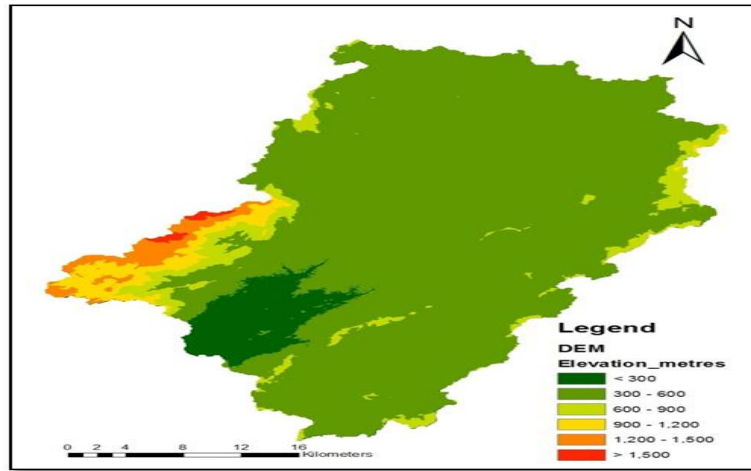 N
Legend
DEM
Elevation_metres
< 300
300 - 600
600 - 900
900 - 1,200
1,200 - 1,500
> 1,500
0 2 4 8 12 16
Kilometers